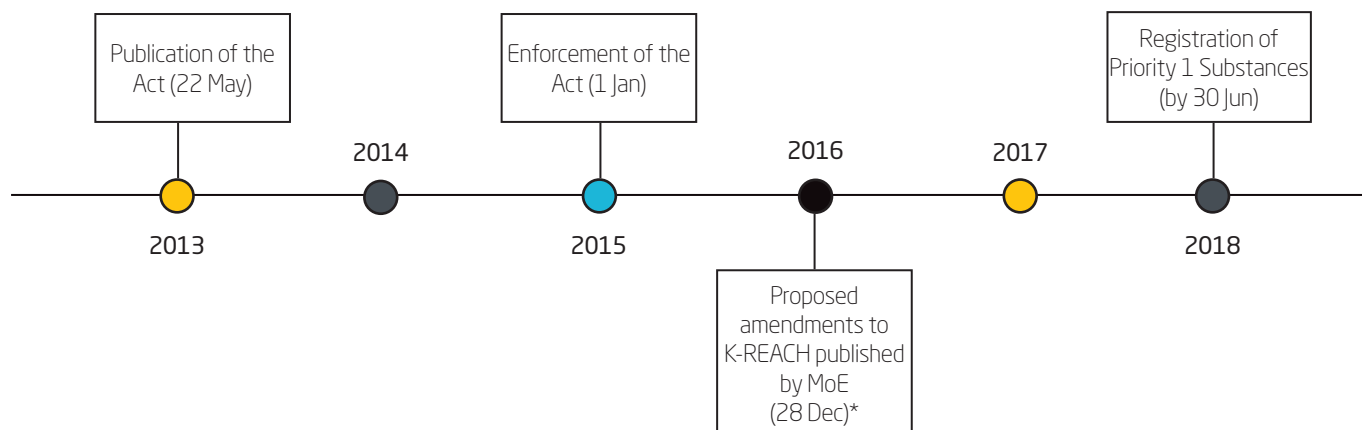 Publication of the
Act (22 May)
Enforcement of the
Act (1 Jan)
Registration of
Priority 1 Substances
(by 30 Jun)
2014
2016
2017
2013
2015
2018
Proposed
amendments to
K-REACH published
by MoE
(28 Dec)*